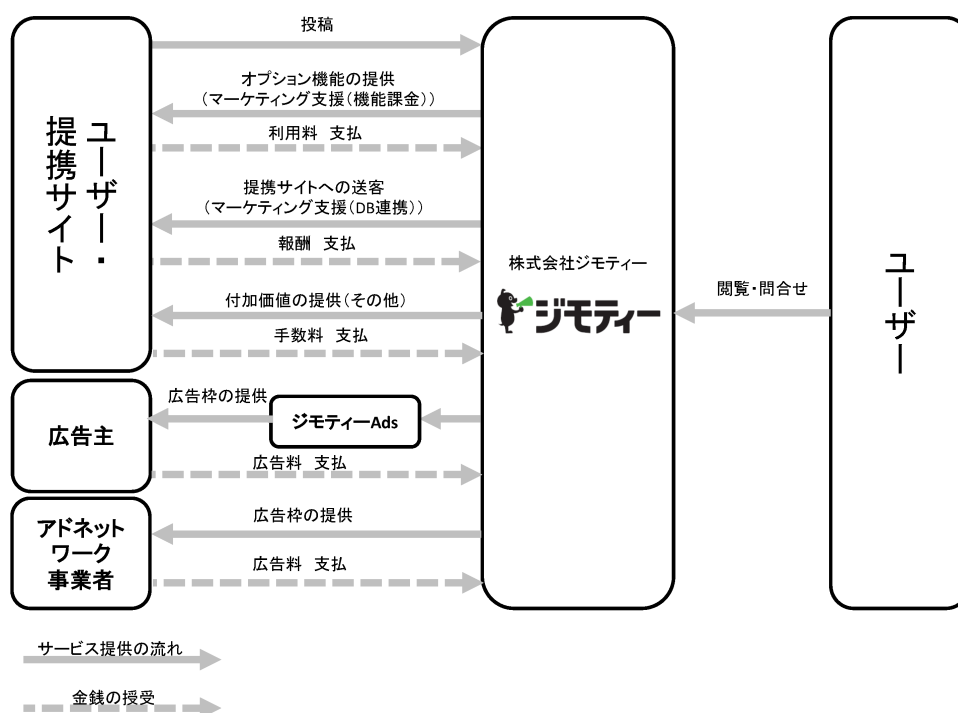 投稿
オプション機能の提供
（マーケティング支援（機能課金））
利用料　支払
提携サイトへの送客
（マーケティング支援（DB連携））
報酬　支払
付加価値の提供（その他）
手数料　支払
ユーザー・
提携サイト
株式会社ジモティー
ジモティー
閲覧・問合せ
ユーザー
広告枠の提供
ジモティーAds
広告主
広告料　支払
アドネット
ワーク
事業者
広告枠の提供
広告料　支払
サービス提供の流れ
金銭の授受